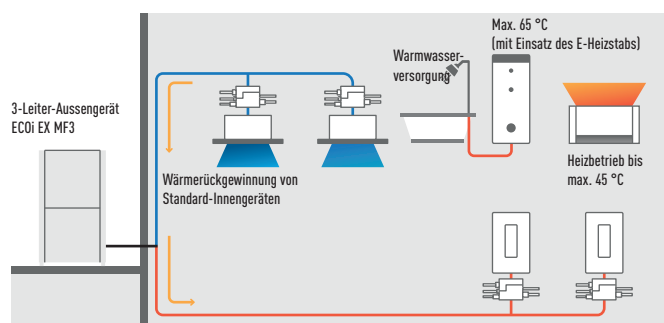 3-Leiter-Aussengerät
ECOi EX MF3
Wärmerückgewinnung von
Standard-Innengeräten
Warmwasser-
versorgung
Max. 65 °C
(mit Einsatz des E-Heizstabs)
Heizbetrieb bis
max. 45 °C